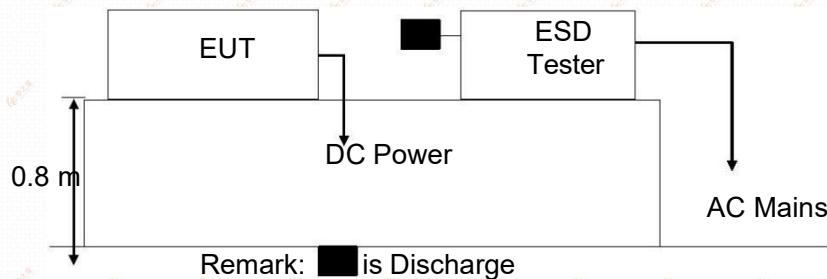 EUT
ESD
Tester
DC Power
0.8 m
AC Mains
Remark: is Discharge